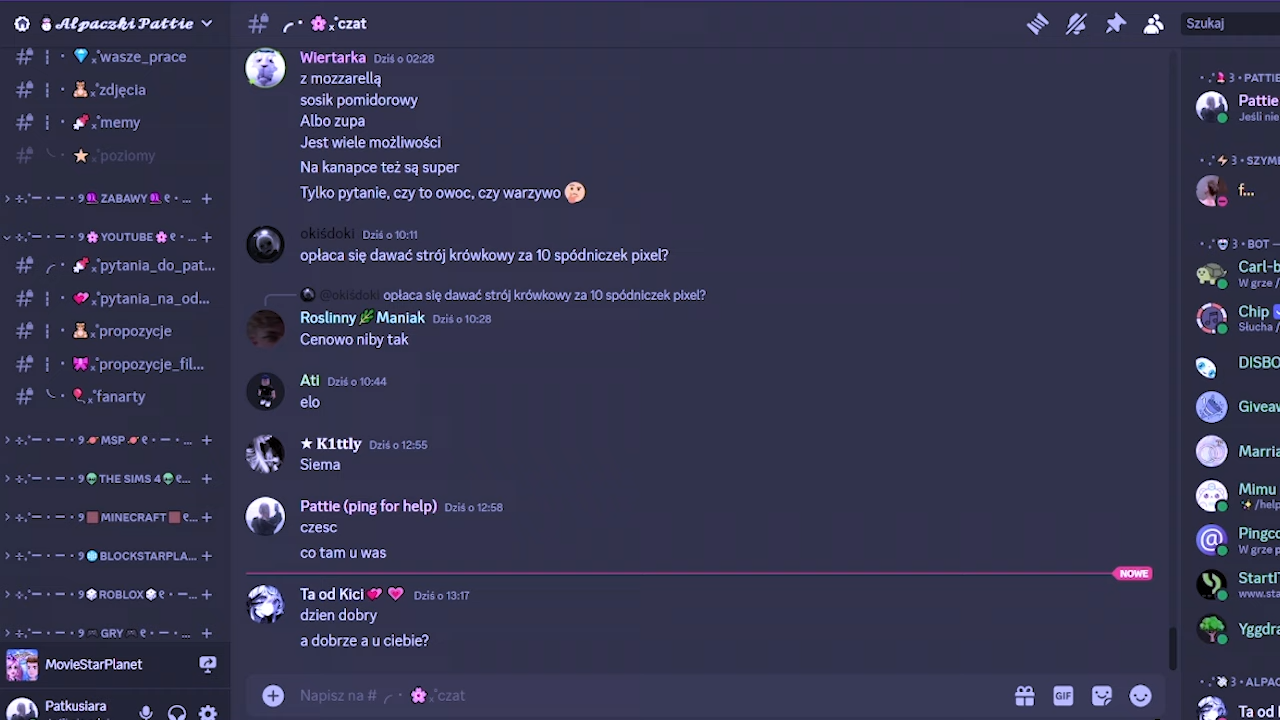 Alpaczki Pattie
czat
Szukaj
wasze_prace
zdjęcia
memy
poziomy
ZABAWY
YOUTUBE
pytania_do_pat...
pytania_na_od...
propozycje
propozycje_fil...
fanarty
MSP
THE SIMS 4
MINECRAFT
BLOCKSTARPLA...
ROBLOX
GRY
MovieStarPlanet
Patkusiara
Wiertarka Dziś o 02:28
z mozzarellą
sosik pomidorowy
Albo zupa
Jest wiele możliwości
Na kanapce też są super
Tylko pytanie, czy to owoc, czy warzywo 🤔
okiśdoki Dziś o 10:11
opłaca się dawać strój krówkowy za 10 spódniczek pixel?
@okiśdoki opłaca się dawać strój krówkowy za 10 spódniczek pixel?
Roslinny🌿Maniak Dziś o 10:28
Cenowo niby tak
Ati Dziś o 10:44
elo
★ K1ttly Dziś o 12:55
Siema
Pattie (ping for help) Dziś o 12:58
czesc
co tam u was
NOWE
Ta od Kici Dziś o 13:17
dzien dobry
a dobrze a u ciebie?
Napisz na # czat
GIF
3 • PATTIE
Pattie
Jeśli nie
3 • SZYM
f...
3 • BOT —
Carl-b
W grze /
Chip
Słucha /
DISBO
Giveaw
Marria
Mimu
/help
Pingco
W grze p
StartIT
www.sta
Yggdra
3 • ALPAC
Ta od K